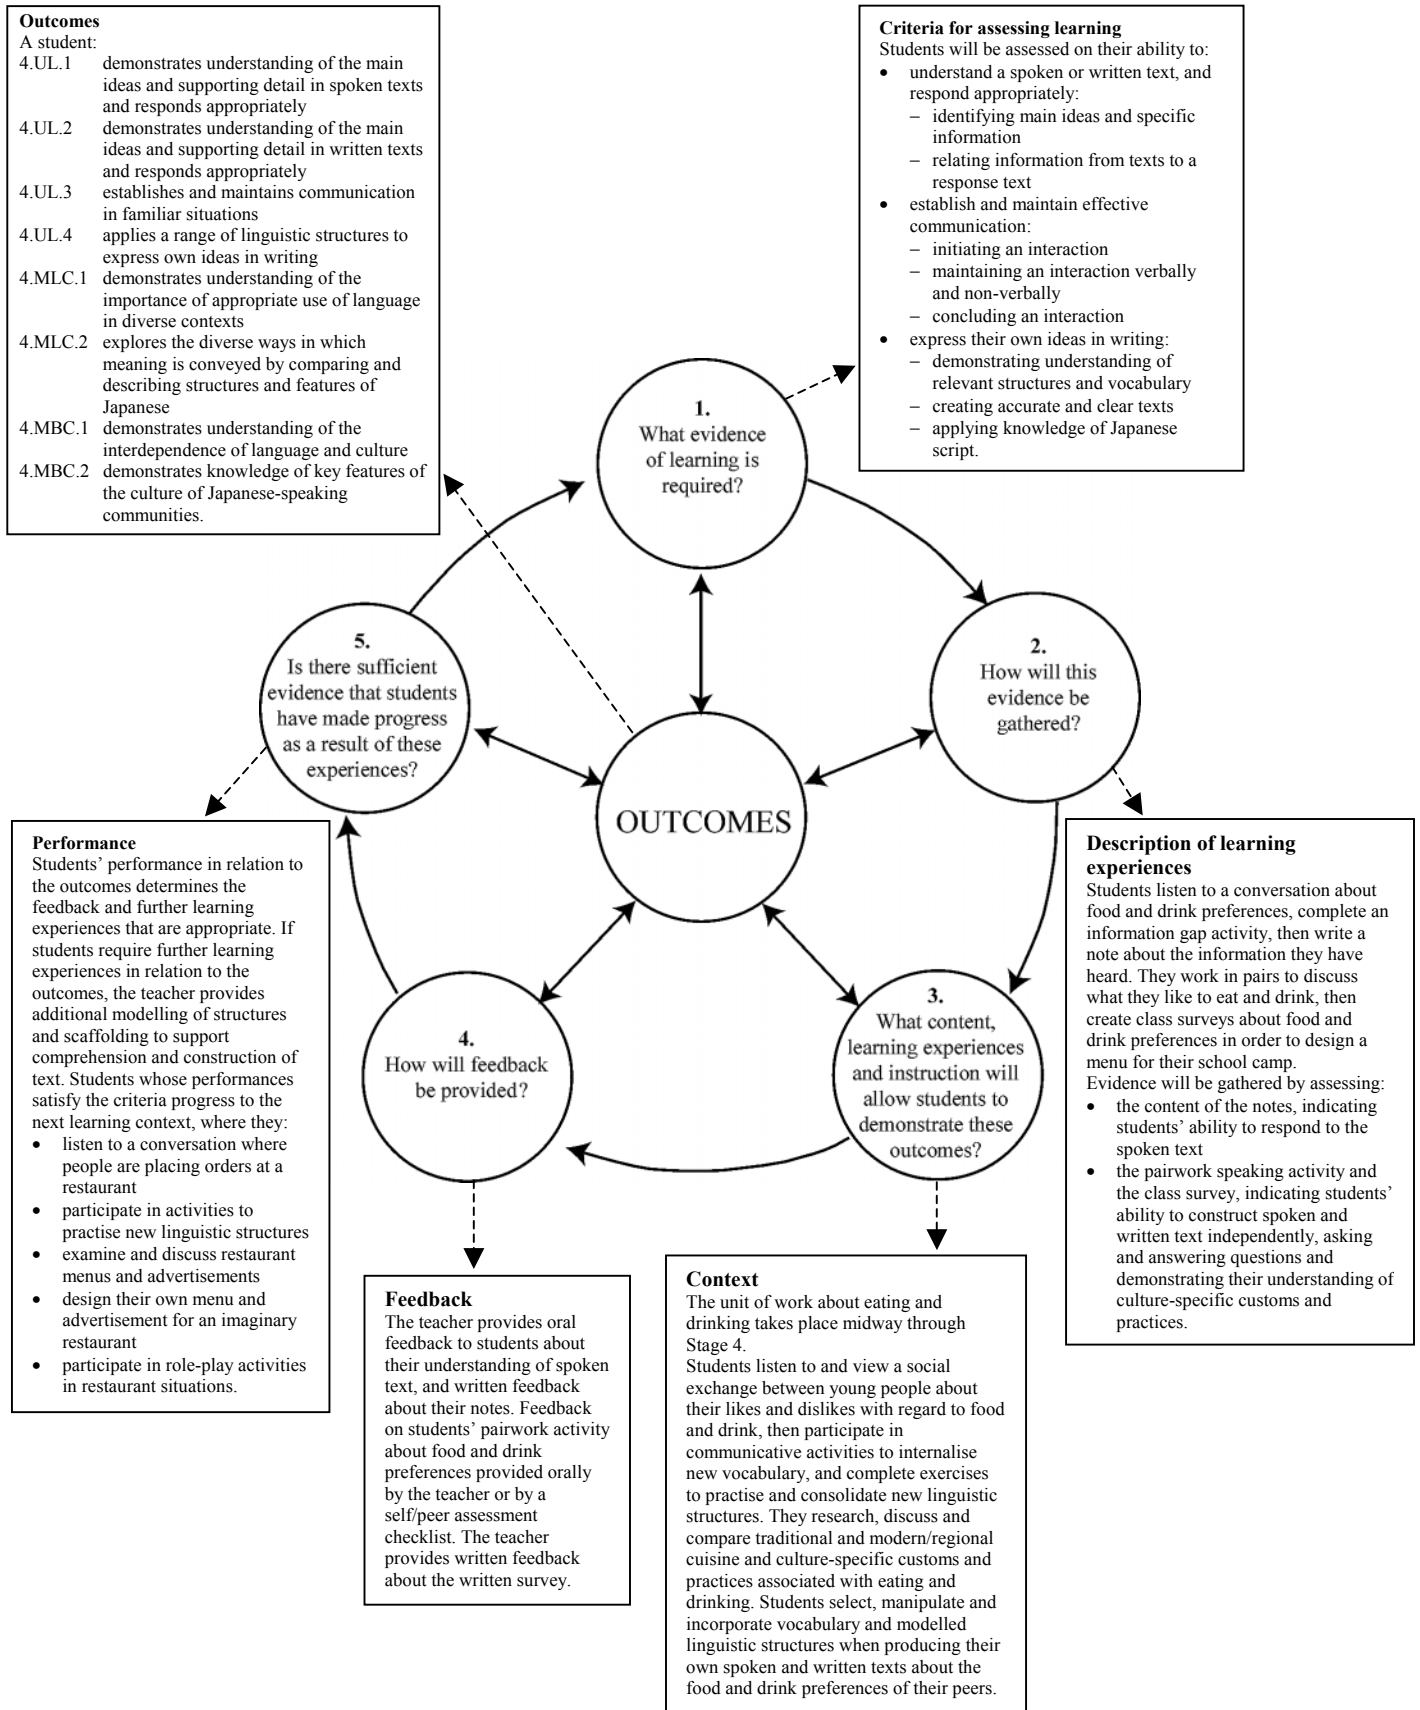 Outcomes
A student:
4.UL.1 demonstrates understanding of the main
ideas and supporting detail in spoken texts
and responds appropriately
4.UL.2 demonstrates understanding of the main
ideas and supporting detail in written texts
and responds appropriately
4.UL.3 establishes and maintains communication
in familiar situations
4.UL.4 applies a range of linguistic structures to
express own ideas in writing
4.MLC.1 demonstrates understanding of the
importance of appropriate use of language
in diverse contexts
4.MLC.2 explores the diverse ways in which
meaning is conveyed by comparing and
describing structures and features of
Japanese
4.MBC.1 demonstrates understanding of the
interdependence of language and culture
4.MBC.2 demonstrates knowledge of key features of
the culture of Japanese-speaking
communities.
Criteria for assessing learning
Students will be assessed on their ability to:
• understand a spoken or written text, and
respond appropriately:
– identifying main ideas and specific
information
– relating information from texts to a
response text
• establish and maintain effective
communication:
– initiating an interaction
– maintaining an interaction verbally
and non-verbally
– concluding an interaction
• express their own ideas in writing:
– demonstrating understanding of
relevant structures and vocabulary
– creating accurate and clear texts
– applying knowledge of Japanese
script.
1.
What evidence
of learning is
required?
2.
How will this
evidence be
gathered?
5.
Is there sufficient
evidence that students
have made progress
as a result of these
experiences?
OUTCOMES
4.
How will feedback
be provided?
3.
What content,
learning experiences
and instruction will
allow students to
demonstrate these
outcomes?
Performance
Students’ performance in relation to
the outcomes determines the
feedback and further learning
experiences that are appropriate. If
students require further learning
experiences in relation to the
outcomes, the teacher provides
additional modelling of structures
and scaffolding to support
comprehension and construction of
text. Students whose performances
satisfy the criteria progress to the
next learning context, where they:
• listen to a conversation where
people are placing orders at a
restaurant
• participate in activities to
practise new linguistic structures
• examine and discuss restaurant
menus and advertisements
• design their own menu and
advertisement for an imaginary
restaurant
• participate in role-play activities
in restaurant situations.
Description of learning
experiences
Students listen to a conversation about
food and drink preferences, complete an
information gap activity, then write a
note about the information they have
heard. They work in pairs to discuss
what they like to eat and drink, then
create class surveys about food and
drink preferences in order to design a
menu for their school camp.
Evidence will be gathered by assessing:
• the content of the notes, indicating
students’ ability to respond to the
spoken text
• the pairwork speaking activity and
the class survey, indicating students’
ability to construct spoken and
written text independently, asking
and answering questions and
demonstrating their understanding of
culture-specific customs and
practices.
Feedback
The teacher provides oral
feedback to students about
their understanding of spoken
text, and written feedback
about their notes. Feedback
on students’ pairwork activity
about food and drink
preferences provided orally
by the teacher or by a
self/peer assessment
checklist. The teacher
provides written feedback
about the written survey.
Context
The unit of work about eating and
drinking takes place midway through
Stage 4.
Students listen to and view a social
exchange between young people about
their likes and dislikes with regard to food
and drink, then participate in
communicative activities to internalise
new vocabulary, and complete exercises
to practise and consolidate new linguistic
structures. They research, discuss and
compare traditional and modern/regional
cuisine and culture-specific customs and
practices associated with eating and
drinking. Students select, manipulate and
incorporate vocabulary and modelled
linguistic structures when producing their
own spoken and written texts about the
food and drink preferences of their peers.